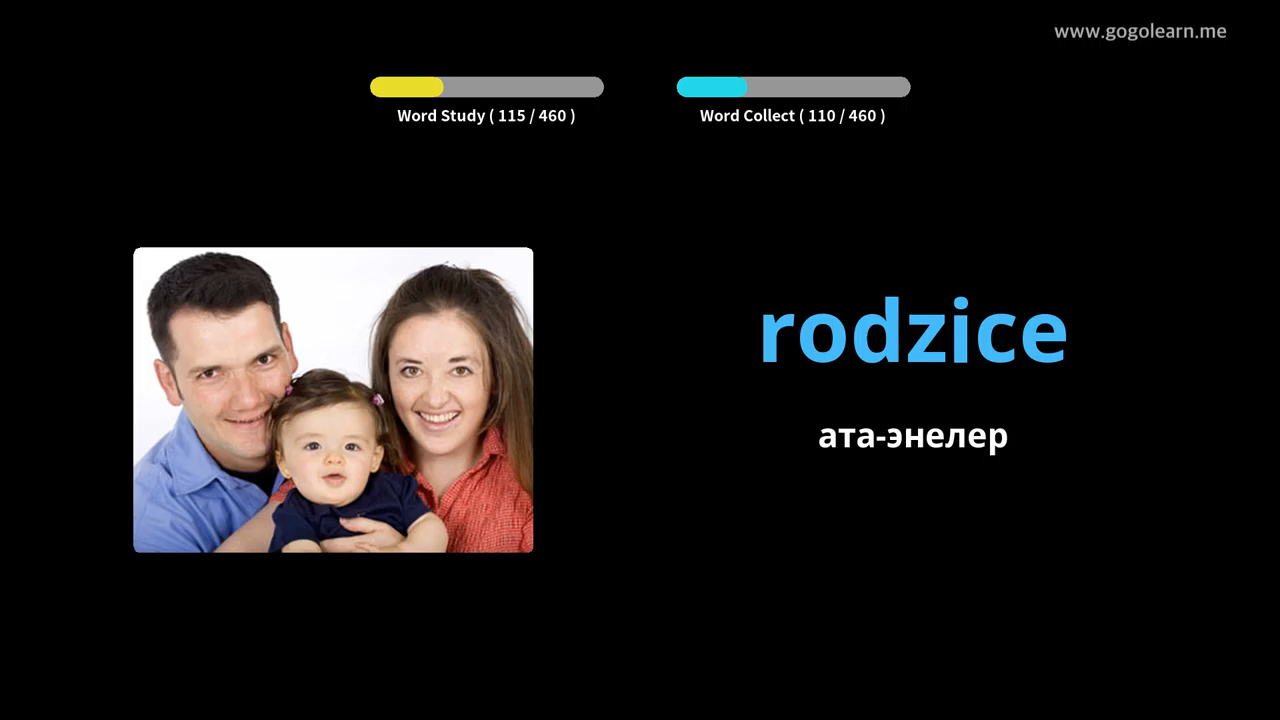 www.gogolearn.me
Word Study ( 115 / 460 )
Word Collect ( 110 / 460 )
rodzice
ата-энелер